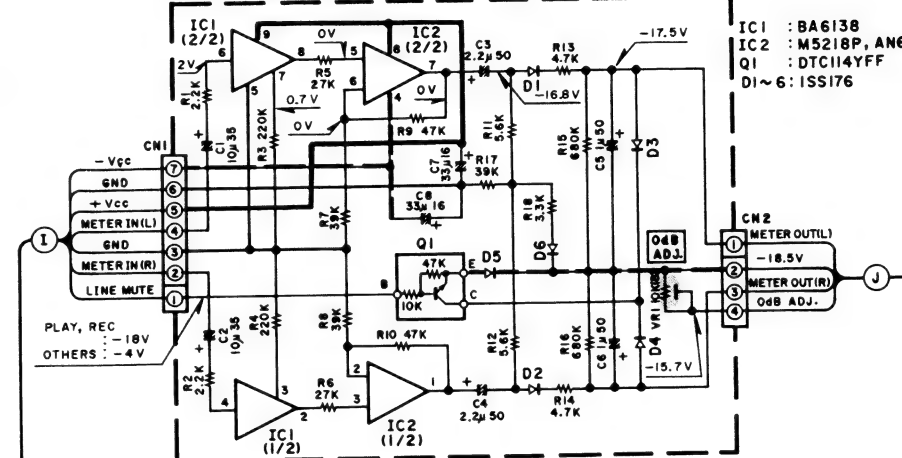 IC1
(2/2)
IC2
(2/2)
IC1 : BA6138
IC2 : M5218P, AN6
Q1 : DTC114YFF
D1~6 : 1SS176
9
6
8
7
5
2V
0V
5
8
7
6
4
0V
0.7V
0V
R1
2.2K
C1
10µ35
R3 220K
R5
27K
R9 47K
C3
2.2µ50
-16.8V
D1
R13
4.7K
-17.5V
R11
5.6K
R15
680K
C5 1µ50
D3
C7
33µ16
R17
39K
C8
33µ16
R7
39K
R18
3.3K
D6
CN1
-Vcc
7
GND
6
+Vcc
5
METER IN(L)
4
GND
3
METER IN(R)
2
LINE MUTE
1
I
PLAY, REC
: -18V
OTHERS : -4V
Q1
47K
10K
B
E
C
D5
0dB
ADJ.
VR1 10KB
CN2
1
METER OUT(L)
2
-18.5V
3
METER OUT(R)
4
0dB ADJ.
J
-15.7V
C2
10µ35
R2
2.2K
R4
220K
R8
39K
R10 47K
R12
5.6K
R16
680K
C6 1µ50
D4
4
3
2
R6
27K
2
3
1
C4
2.2µ50
D2
R14
4.7K
IC1
(1/2)
IC2
(1/2)